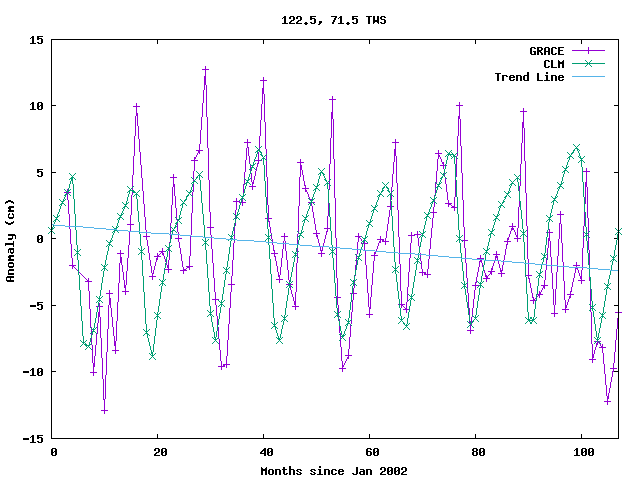 122.5, 71.5 TWS
GRACE
CLM
Trend Line
15
10
5
0
-5
-10
-15
Anomaly (cm)
0 20 40 60 80 100
Months since Jan 2002